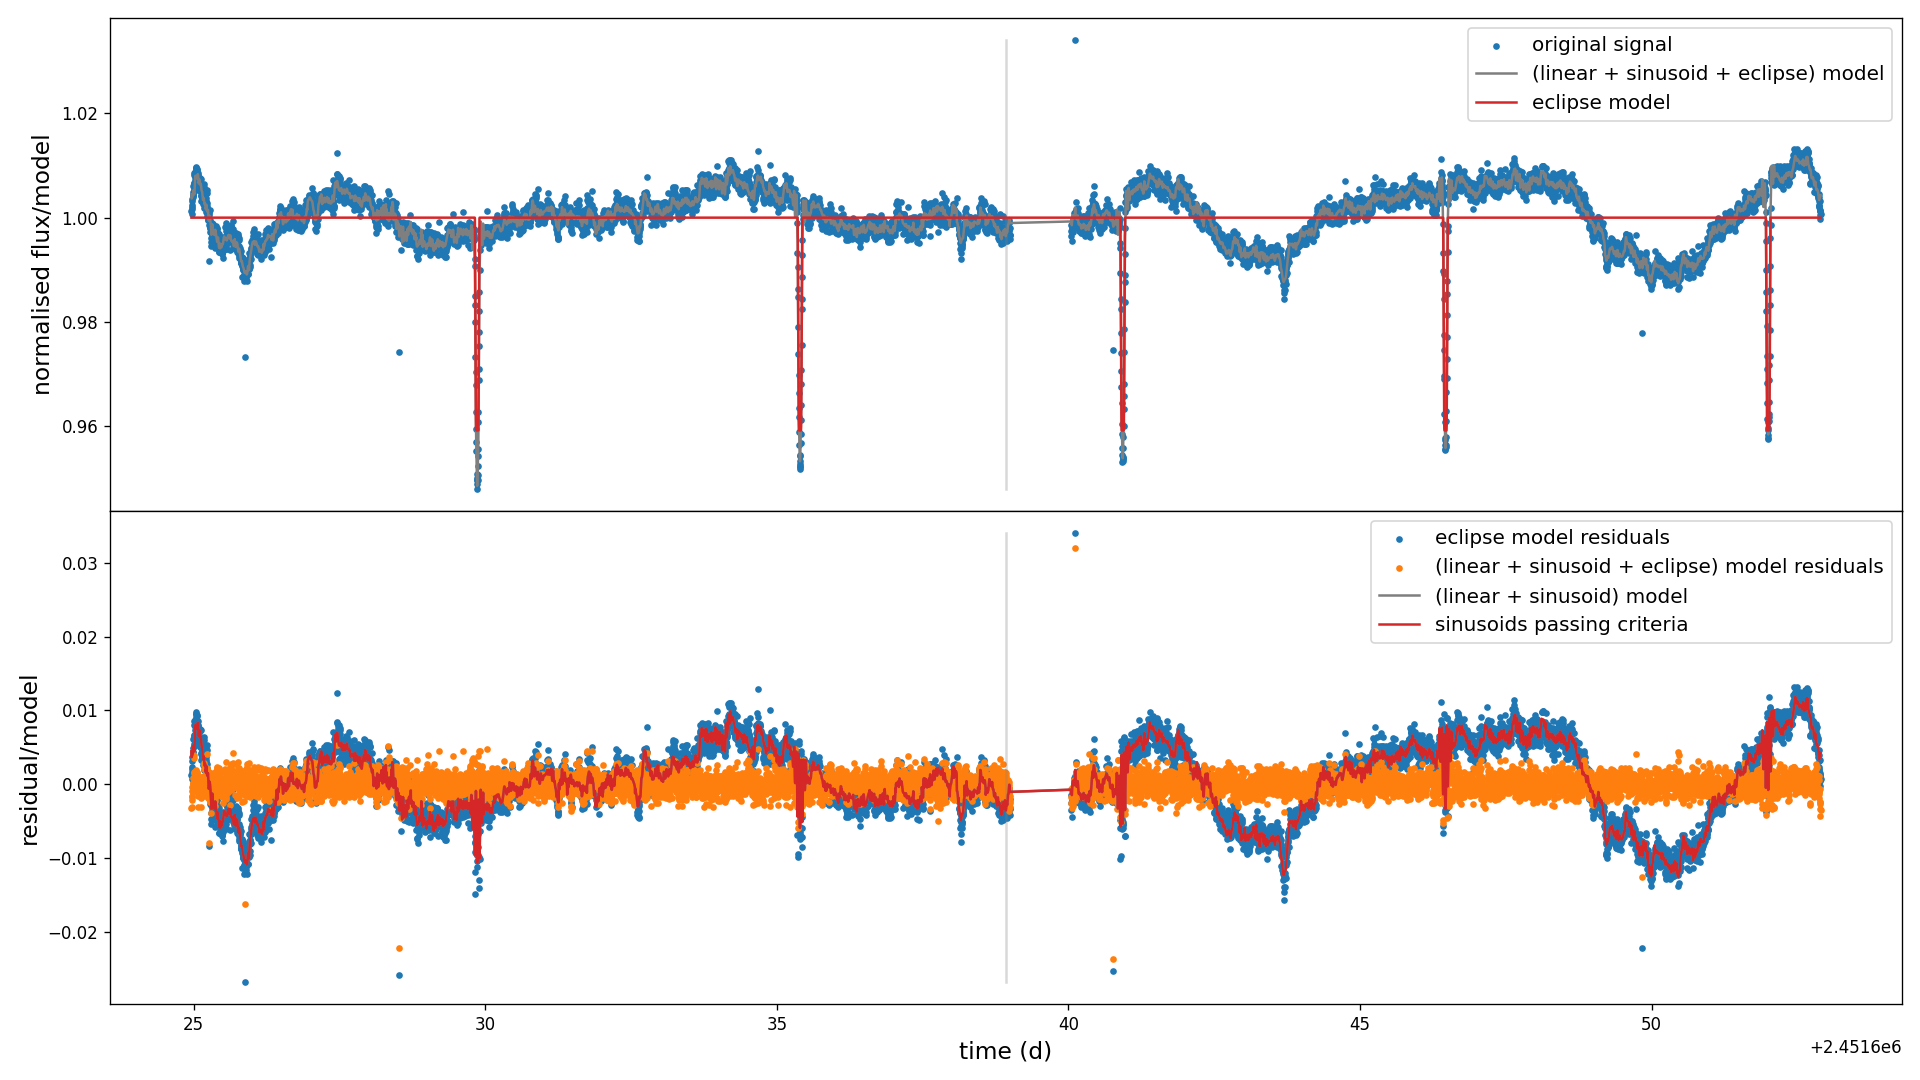 original signal
(linear + sinusoid + eclipse) model
eclipse model
1.02
1.00
0.98
0.96
normalised flux/model
eclipse model residuals
(linear + sinusoid + eclipse) model residuals
(linear + sinusoid) model
sinusoids passing criteria
0.03
0.02
0.01
0.00
−0.01
−0.02
residual/model
25 30 35 40 45 50
time (d)
+2.4516e6